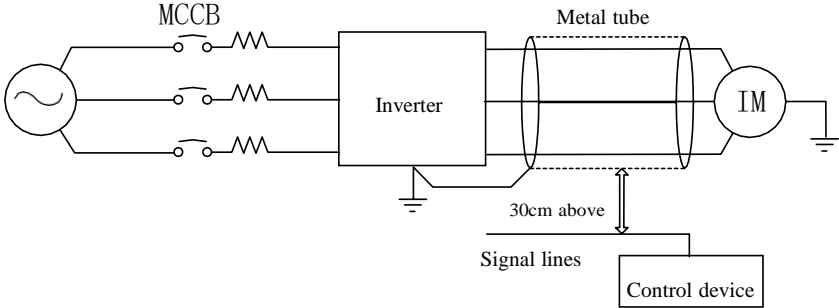 MCCB
Metal tube
Inverter
IM
30cm above
Signal lines
Control device